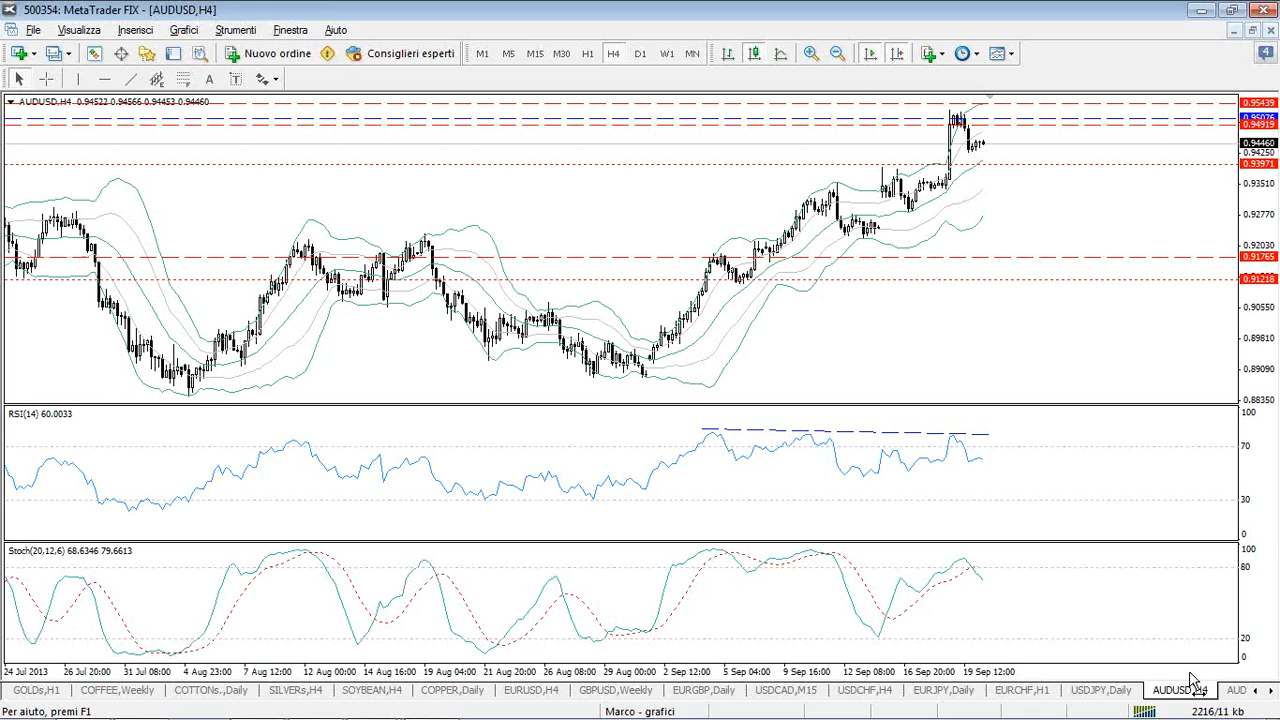 500354: MetaTrader FIX - [AUDUSD,H4]
File Visualizza Inserisci Grafici Strumenti Finestra Aiuto
Nuovo ordine Consiglieri esperti M1 M5 M15 M30 H1 H4 D1 W1 MN 4
A T
AUDUSD,H4 0.94522 0.94566 0.94453 0.94460
0.95439
0.95076
0.94919
0.94460
0.94250
0.93971
0.93510
0.92770
0.92030
0.91765
0.91218
0.90550
0.89810
0.89090
0.88350
RSI(14) 60.0033
100
70
30
0
Stoch(20,12,6) 68.6346 79.6613
100
80
20
0
24 Jul 2013 26 Jul 20:00 31 Jul 08:00 4 Aug 23:00 7 Aug 12:00 12 Aug 00:00 14 Aug 16:00 19 Aug 04:00 21 Aug 20:00 26 Aug 08:00 29 Aug 00:00 2 Sep 12:00 5 Sep 04:00 9 Sep 16:00 12 Sep 08:00 16 Sep 20:00 19 Sep 12:00
GOLDs,H1 COFFEE,Weekly COTTONs.,Daily SILVERs,H4 SOYBEAN,H4 COPPER,Daily EURUSD,H4 GBPUSD,Weekly EURGBP,Daily USDCAD,M15 USDCHF,H4 EURJPY,Daily EURCHF,H1 USDJPY,Daily AUDUSD,H4 AUD
Per aiuto, premi F1 Marco - grafici 2216/11 kb